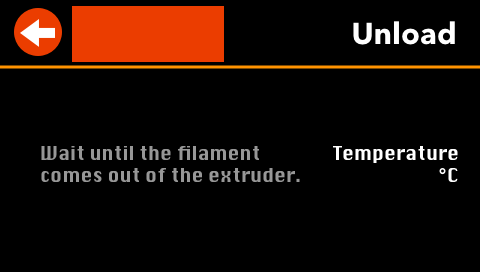 Unload
Wait until the filament
comes out of the extruder.
Temperature
°C